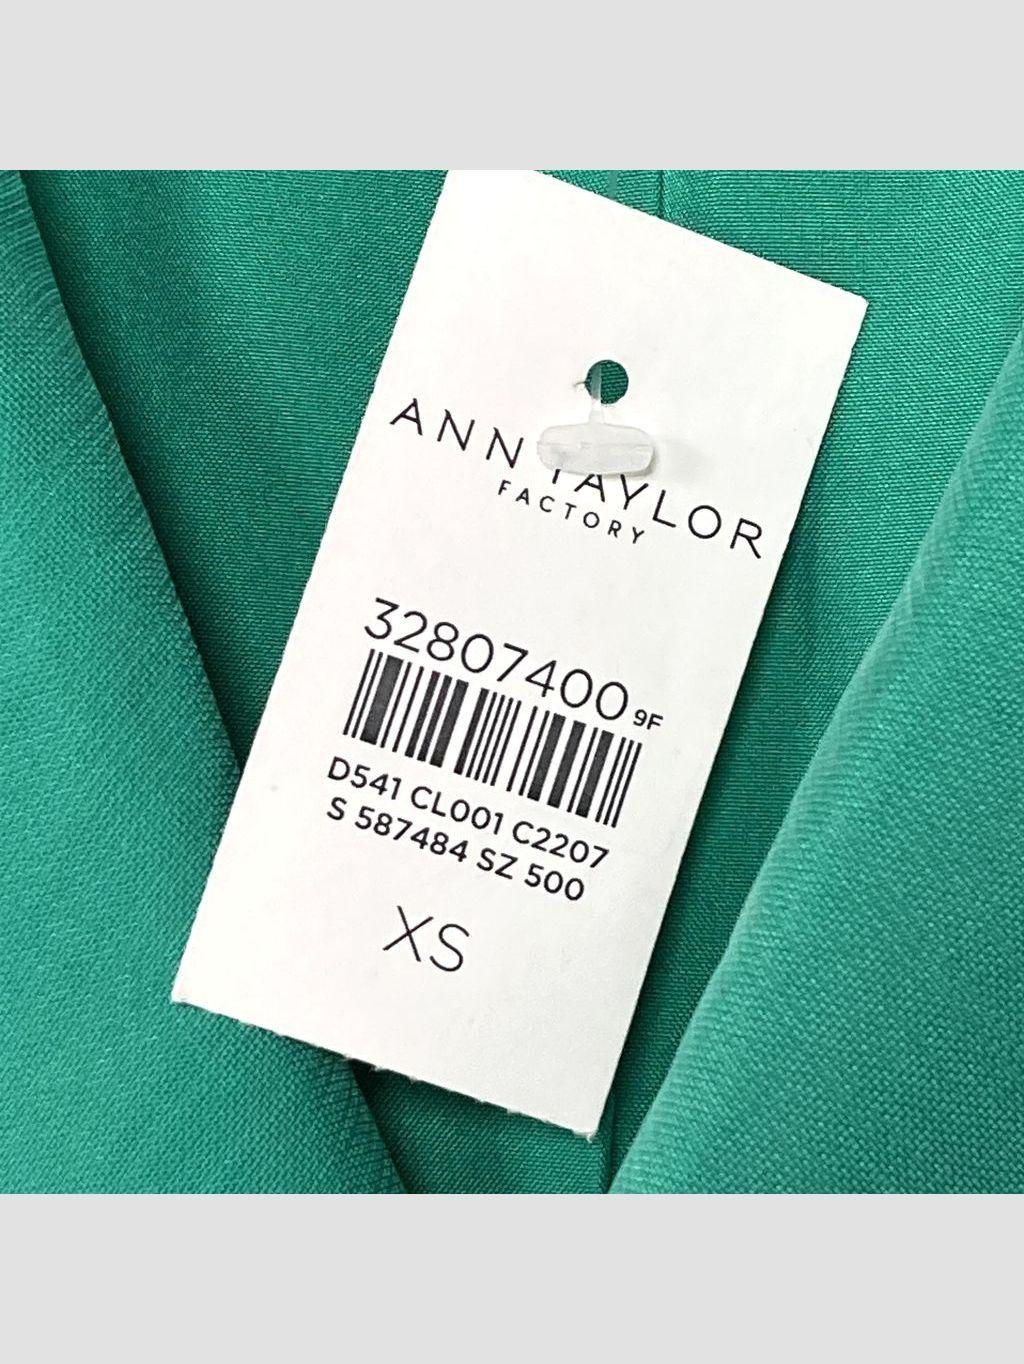 ANN TAYLOR
FACTORY
32807400 9F
D541 CL001 C2207
S 587484 SZ 500
XS